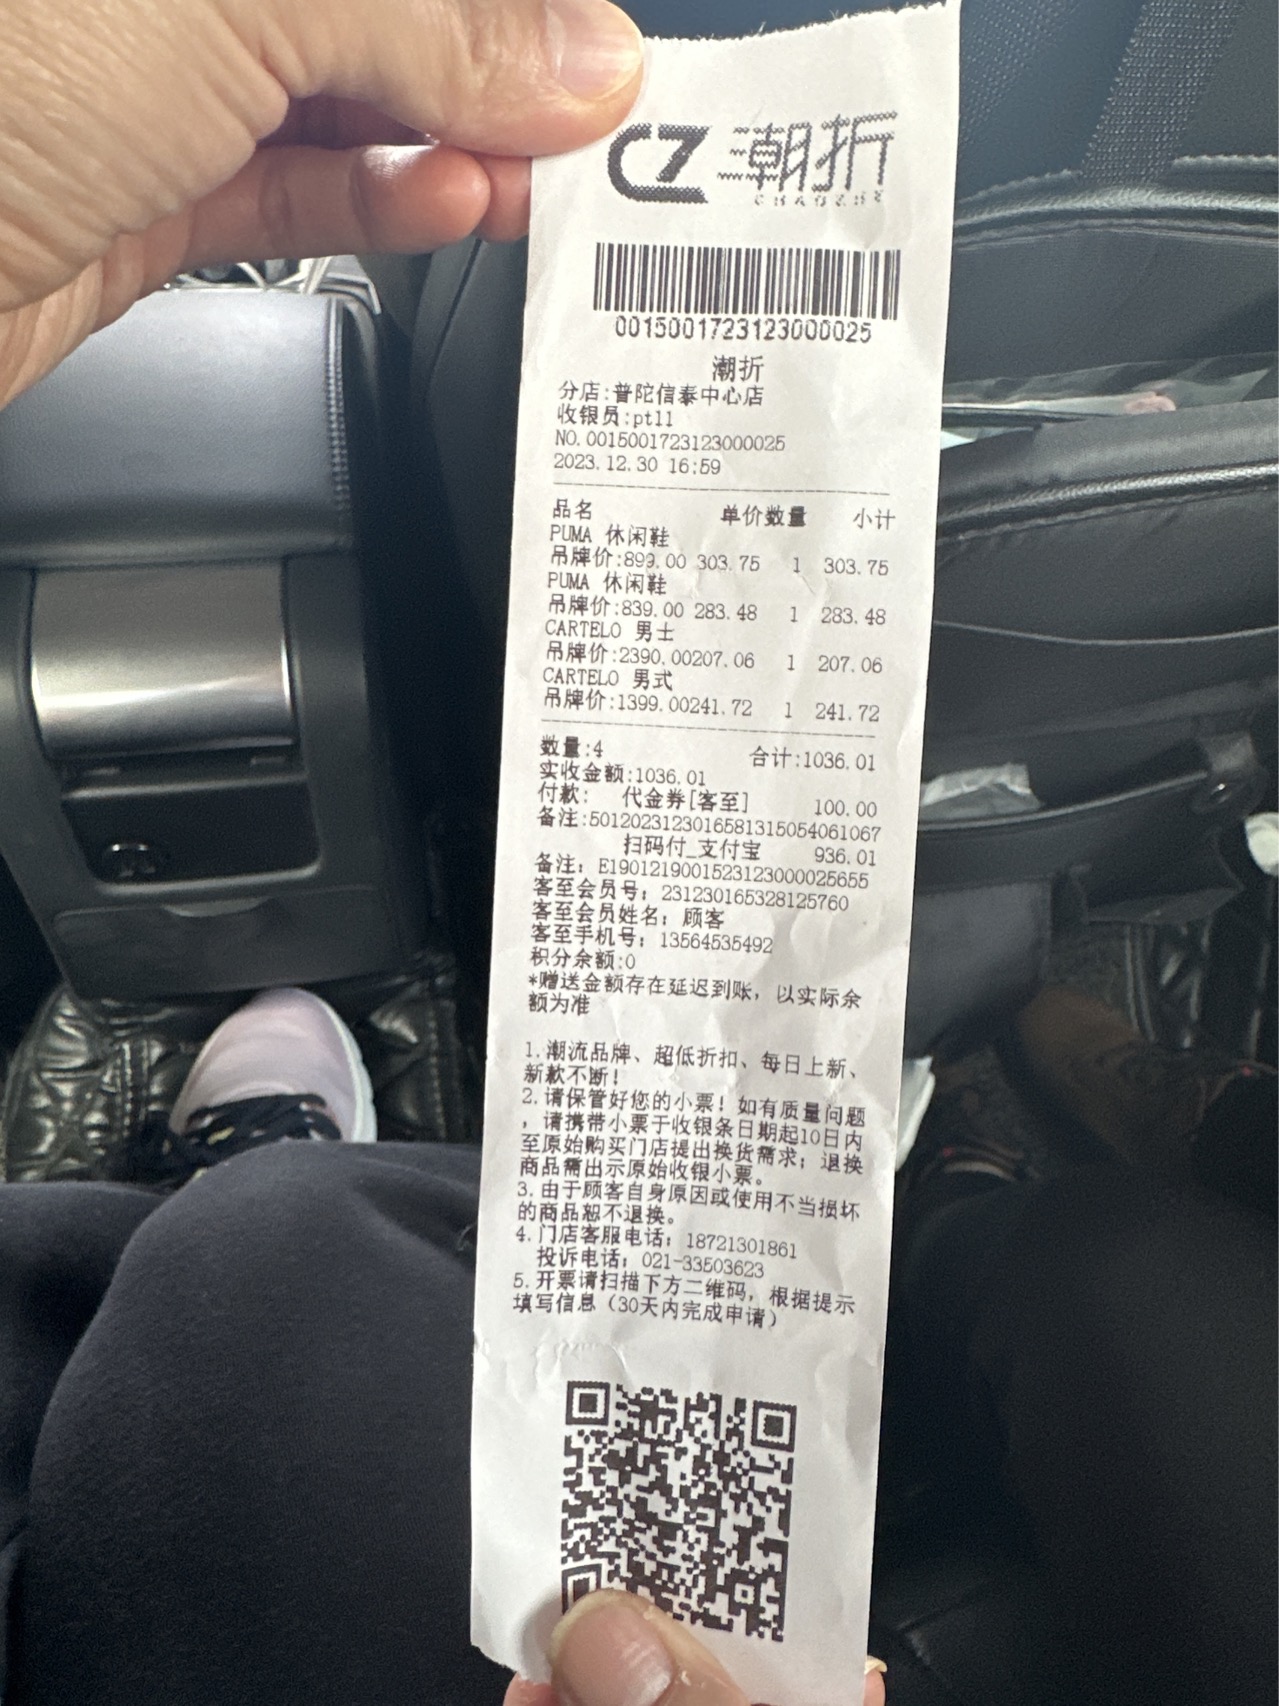 CZ 潮折
CHAOZHE
0015001723123000025
潮折
分店:普陀信泰中心店
收银员:pt11
NO.0015001723123000025
2023.12.30 16:59
品名 单价数量 小计
PUMA 休闲鞋
吊牌价:899.00 303.75 1 303.75
PUMA 休闲鞋
吊牌价:839.00 283.48 1 283.48
CARTELO 男士
吊牌价:2390.00207.06 1 207.06
CARTELO 男式
吊牌价:1399.00241.72 1 241.72
数量:4 合计:1036.01
实收金额:1036.01
付款: 代金券[客至] 100.00
备注:5012023123016581315054061067
扫码付_支付宝 936.01
备注: E1901219001523123000025655
客至会员号: 231230165328125760
客至会员姓名: 顾客
客至手机号: 13564535492
积分余额:0
*赠送金额存在延迟到账, 以实际余
额为准
1.潮流品牌、超低折扣、每日上新、
新款不断!
2.请保管好您的小票! 如有质量问题
, 请携带小票于收银条日期起10日内
至原始购买门店提出换货需求; 退换
商品需出示原始收银小票。
3.由于顾客自身原因或使用不当损坏
的商品恕不退换。
4.门店客服电话: 18721301861
投诉电话: 021-33503623
5.开票请扫描下方二维码, 根据提示
填写信息 (30天内完成申请)